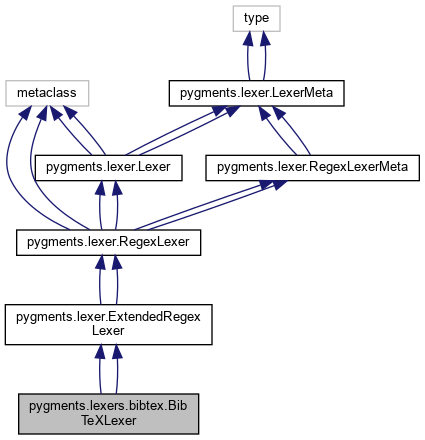 type
metaclass
pygments.lexer.LexerMeta
pygments.lexer.Lexer
pygments.lexer.RegexLexerMeta
pygments.lexer.RegexLexer
pygments.lexer.ExtendedRegex
Lexer
pygments.lexers.bibtex.Bib
TeXLexer